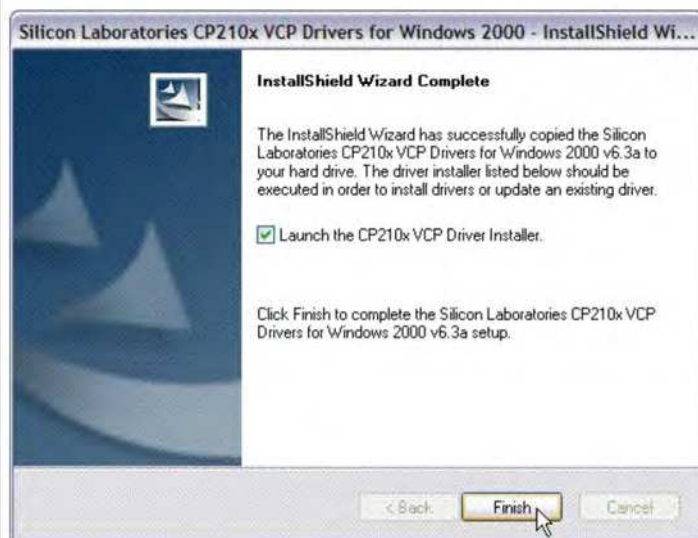 Silicon Laboratories CP210x VCP Drivers for Windows 2000 - InstallShield Wi...
InstallShield Wizard Complete
The InstallShield Wizard has successfully copied the Silicon
Laboratories CP210x VCP Drivers for Windows 2000 v6.3a to
your hard drive. The driver installer listed below should be
executed in order to install drivers or update an existing driver.
Launch the CP210x VCP Driver Installer.
Click Finish to complete the Silicon Laboratories CP210x VCP
Drivers for Windows 2000 v6.3a setup.
< Back
Finish
Cancel